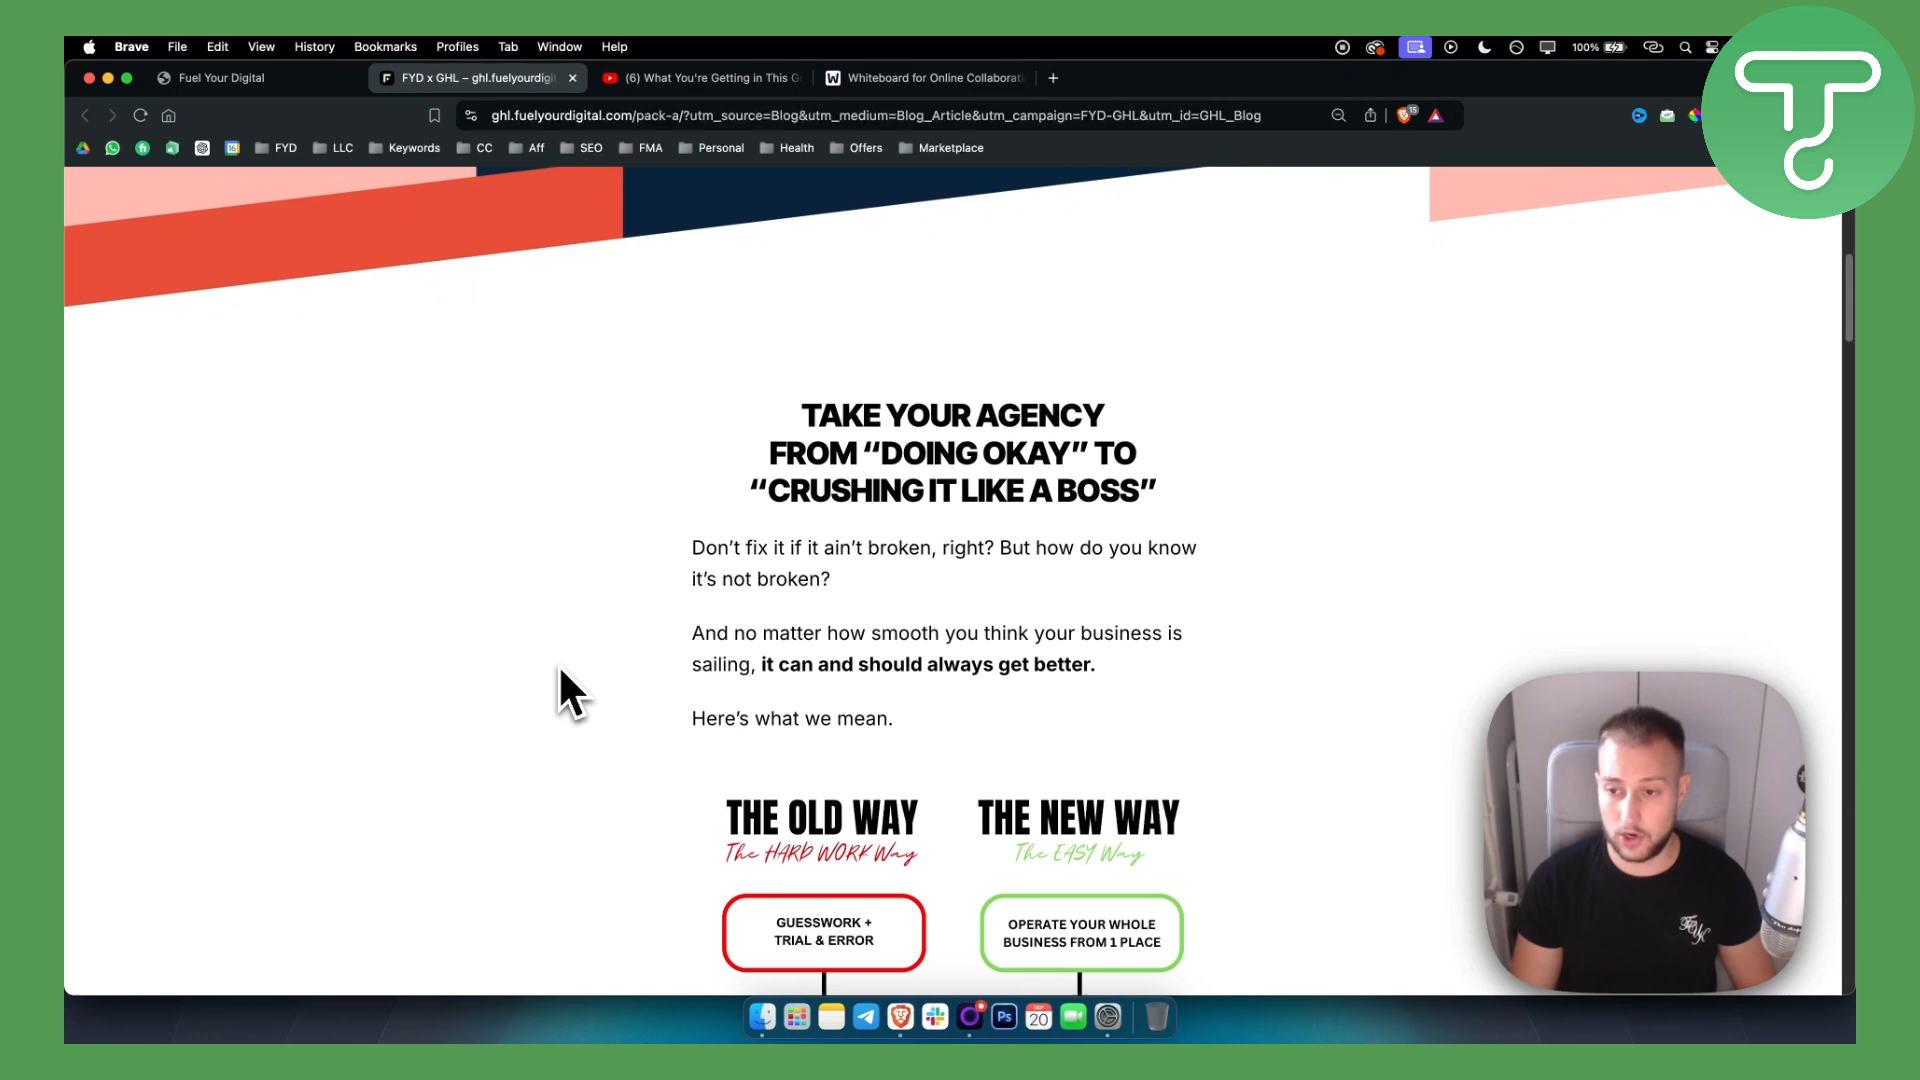 Brave File Edit View History Bookmarks Profiles Tab Window Help
100%
Fuel Your Digital
FYD x GHL – ghl.fuelyourdigit
(6) What You're Getting in This G
Whiteboard for Online Collaborati
ghl.fuelyourdigital.com/pack-a/?utm_source=Blog&utm_medium=Blog_Article&utm_campaign=FYD-GHL&utm_id=GHL_Blog
15
16 FYD LLC Keywords CC Aff SEO FMA Personal Health Offers Marketplace
TAKE YOUR AGENCY
FROM “DOING OKAY” TO
“CRUSHING IT LIKE A BOSS”
Don’t fix it if it ain’t broken, right? But how do you know
it’s not broken?
And no matter how smooth you think your business is
sailing, it can and should always get better.
Here’s what we mean.
THE OLD WAY
The HARD WORK Way
THE NEW WAY
The EASY Way
GUESSWORK +
TRIAL & ERROR
OPERATE YOUR WHOLE
BUSINESS FROM 1 PLACE
Ps
SEP
20